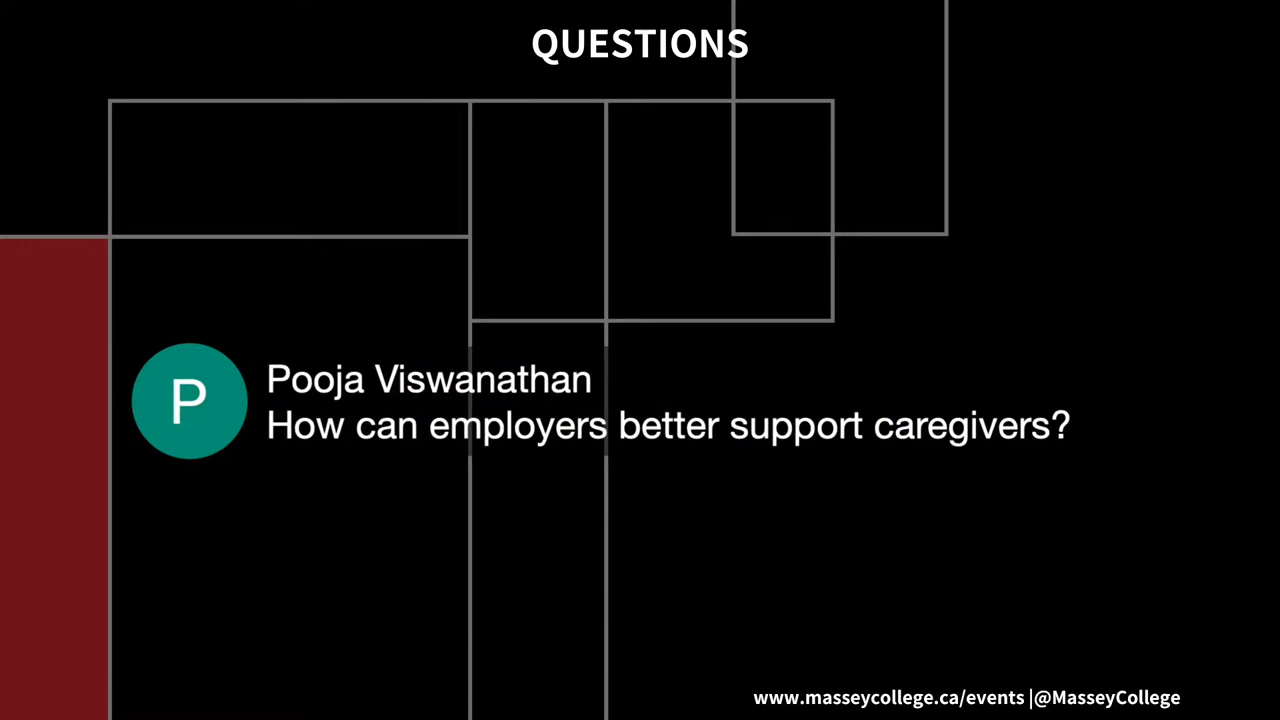 QUESTIONS
P
Pooja Viswanathan
How can employers better support caregivers?
www.masseycollege.ca/events |@MasseyCollege